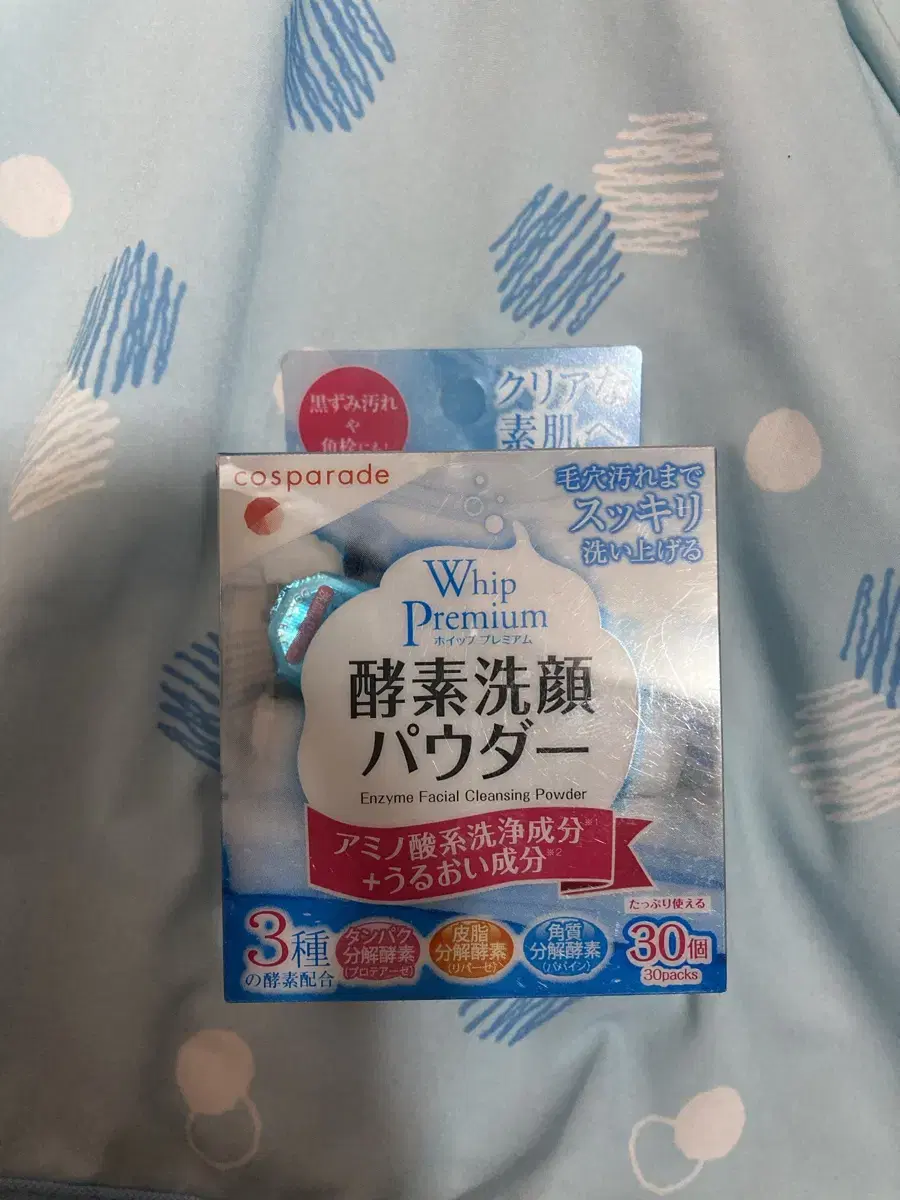 黒ずみ汚れ
や
角栓にも!
クリアな
素肌へ
cosparade
毛穴汚れまで
スッキリ
洗い上げる
Whip
Premium
ホイップ プレミアム
酵素洗顔
パウダー
Enzyme Facial Cleansing Powder
アミノ酸系洗浄成分※1
+うるおい成分※2
たっぷり使える
3種
の酵素配合
タンパク
分解酵素
(プロテアーゼ)
皮脂
分解酵素
(リパーゼ)
角質
分解酵素
(パパイン)
30個
30packs